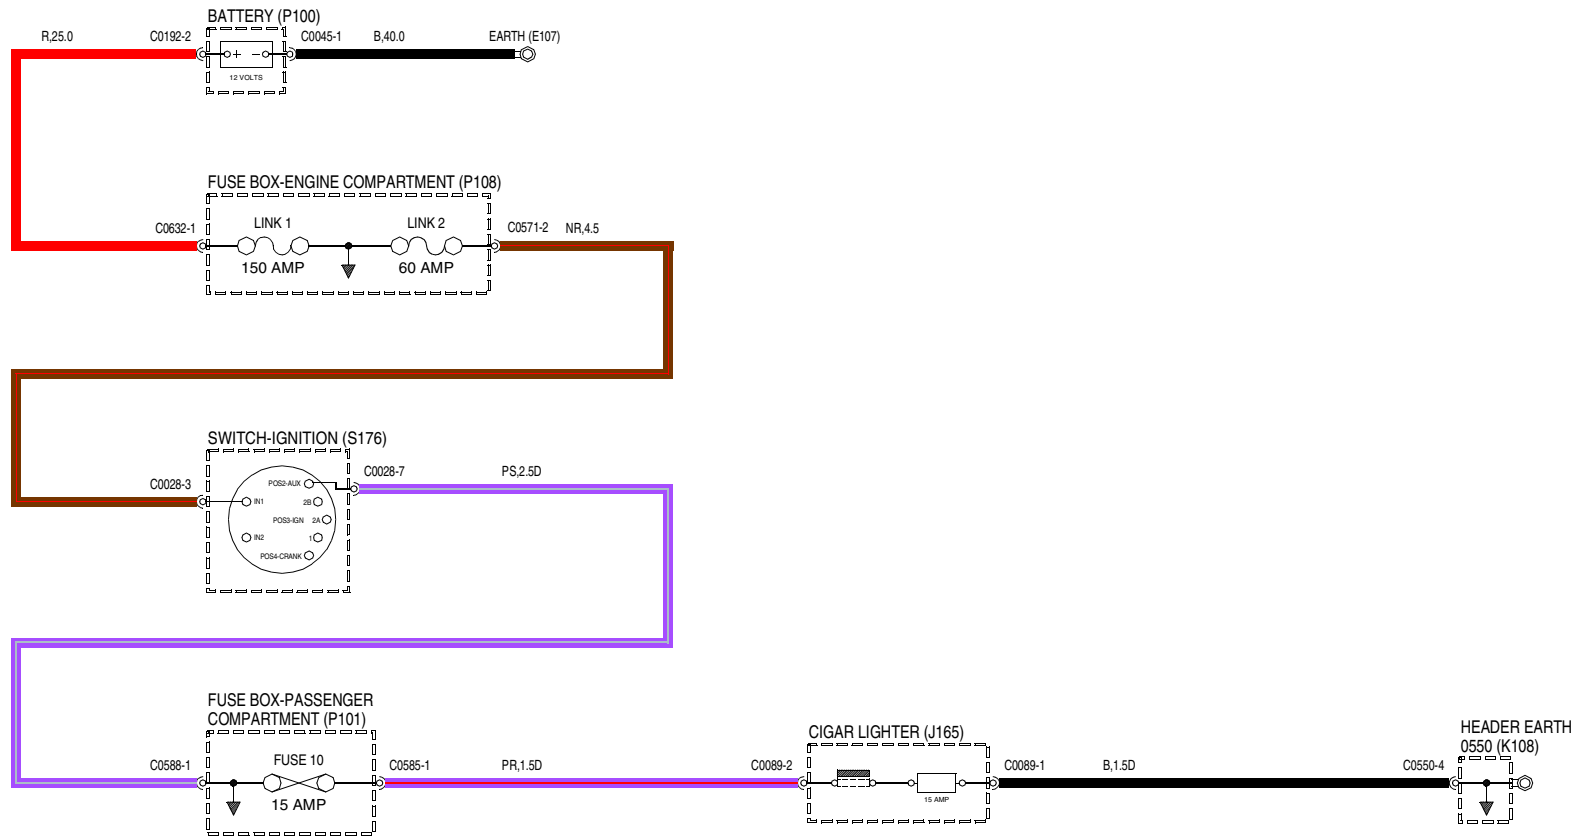 BATTERY (P100)
R,25.0
C0192-2
C0045-1
B,40.0
EARTH (E107)
+ −
12 VOLTS
FUSE BOX-ENGINE COMPARTMENT (P108)
C0632-1
LINK 1
LINK 2
C0571-2
NR,4.5
150 AMP
60 AMP
SWITCH-IGNITION (S176)
C0028-3
C0028-7
PS,2.5D
POS2-AUX
IN1
2B
POS3-IGN 2A
IN2
1
POS4-CRANK
FUSE BOX-PASSENGER
COMPARTMENT (P101)
C0588-1
FUSE 10
15 AMP
C0585-1
PR,1.5D
C0089-2
CIGAR LIGHTER (J165)
15 AMP
C0089-1
B,1.5D
C0550-4
HEADER EARTH
0550 (K108)